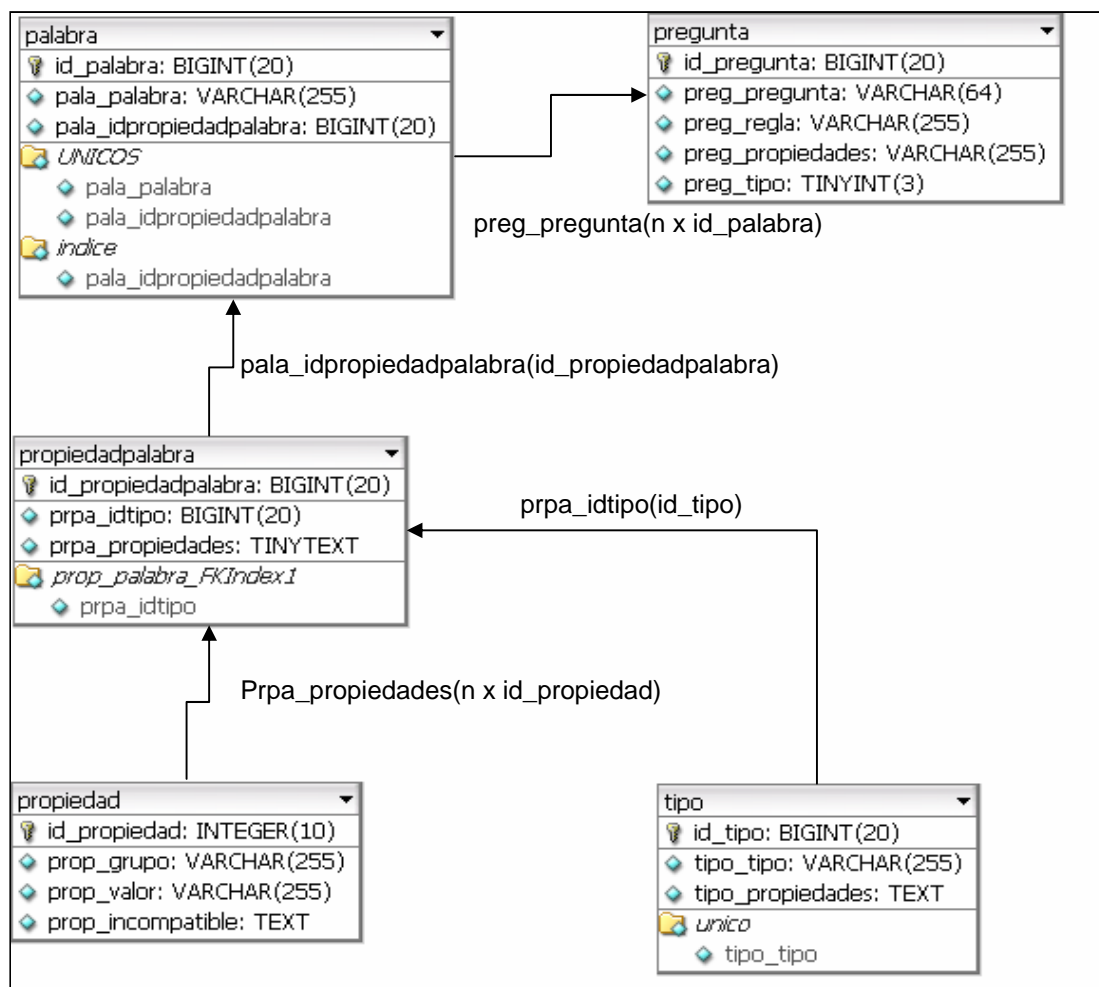 palabra
id_palabra: BIGINT(20)
pala_palabra: VARCHAR(255)
pala_idpropiedadpalabra: BIGINT(20)
UNICOS
pala_palabra
pala_idpropiedadpalabra
indice
pala_idpropiedadpalabra
pregunta
id_pregunta: BIGINT(20)
preg_pregunta: VARCHAR(64)
preg_regla: VARCHAR(255)
preg_propiedades: VARCHAR(255)
preg_tipo: TINYINT(3)
preg_pregunta(n x id_palabra)
pala_idpropiedadpalabra(id_propiedadpalabra)
propiedadpalabra
id_propiedadpalabra: BIGINT(20)
prpa_idtipo: BIGINT(20)
prpa_propiedades: TINYTEXT
prop_palabra_FKIndex1
prpa_idtipo
prpa_idtipo(id_tipo)
Prpa_propiedades(n x id_propiedad)
propiedad
id_propiedad: INTEGER(10)
prop_grupo: VARCHAR(255)
prop_valor: VARCHAR(255)
prop_incompatible: TEXT
tipo
id_tipo: BIGINT(20)
tipo_tipo: VARCHAR(255)
tipo_propiedades: TEXT
unico
tipo_tipo